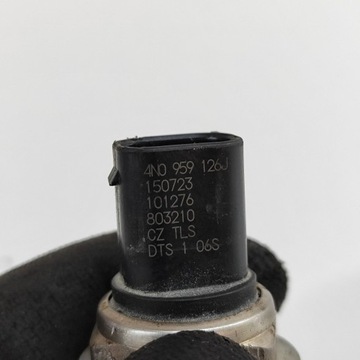 4N0 959 126J
150723
101276
803210
CZ TLS
DTS 1 06S